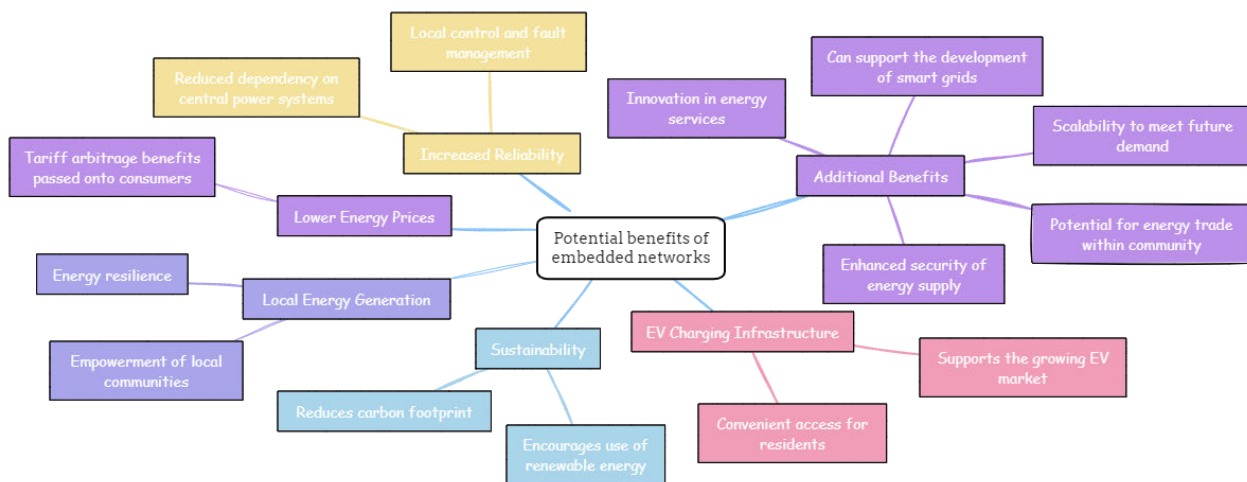 Local control and fault
management
Reduced dependency on
central power systems
Increased Reliability
Tariff arbitrage benefits
passed onto consumers
Lower Energy Prices
Energy resilience
Local Energy Generation
Empowerment of local
communities
Potential benefits of
embedded networks
Sustainability
Reduces carbon footprint
Encourages use of
renewable energy
EV Charging Infrastructure
Supports the growing EV
market
Convenient access for
residents
Can support the development
of smart grids
Innovation in energy
services
Additional Benefits
Scalability to meet future
demand
Potential for energy trade
within community
Enhanced security of
energy supply